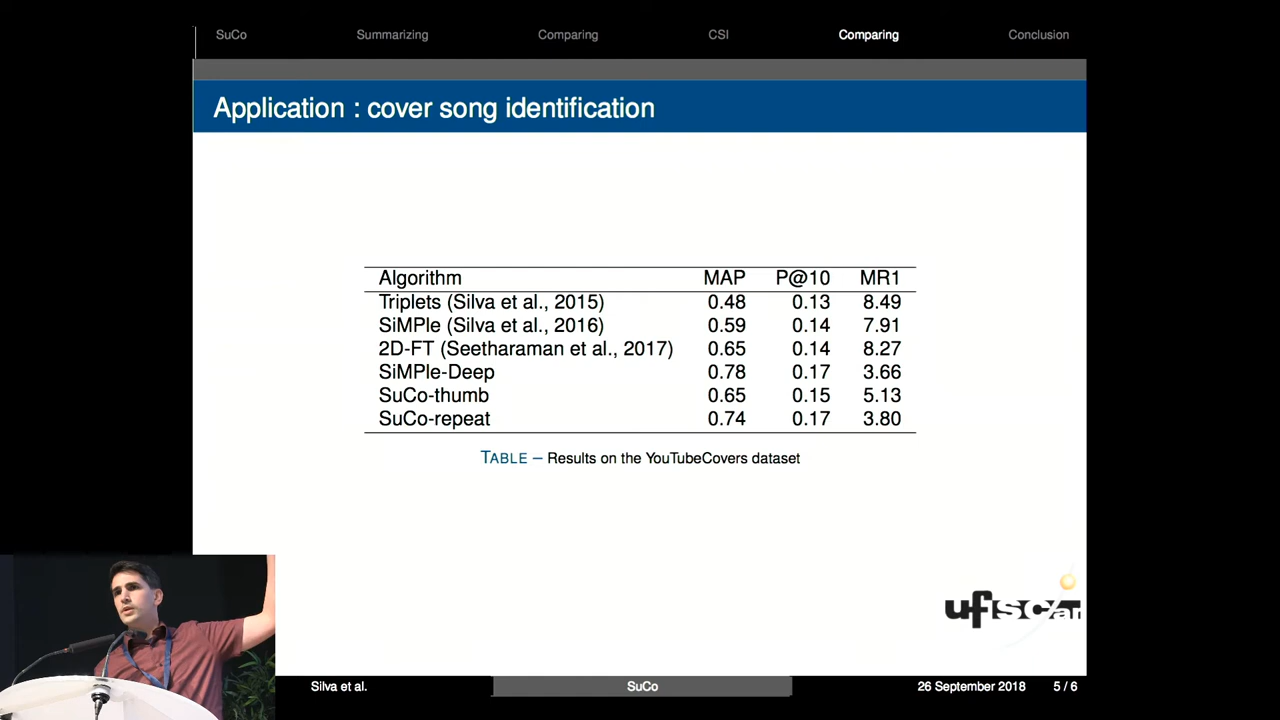 SuCo Summarizing Comparing CSI Comparing Conclusion
Application : cover song identification
Algorithm MAP P@10 MR1
Triplets (Silva et al., 2015) 0.48 0.13 8.49
SiMPle (Silva et al., 2016) 0.59 0.14 7.91
2D-FT (Seetharaman et al., 2017) 0.65 0.14 8.27
SiMPle-Deep 0.78 0.17 3.66
SuCo-thumb 0.65 0.15 5.13
SuCo-repeat 0.74 0.17 3.80
TABLE – Results on the YouTubeCovers dataset
ufscar
Silva et al. SuCo 26 September 2018 5 / 6